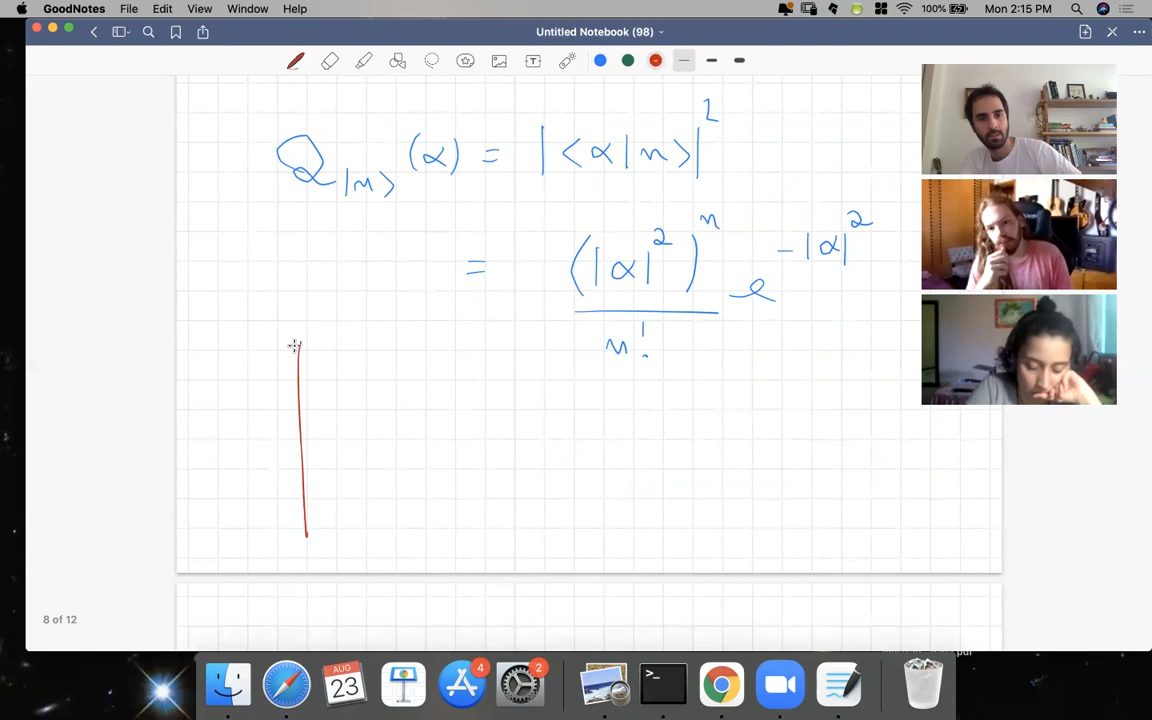 GoodNotes File Edit View Window Help 100% Mon 2:15 PM
Untitled Notebook (98)
Q|n⟩ (α) = |<α|n>|²
= (|α|²)ⁿ / n! e^-|α|²
8 of 12
AUG
23
4
2